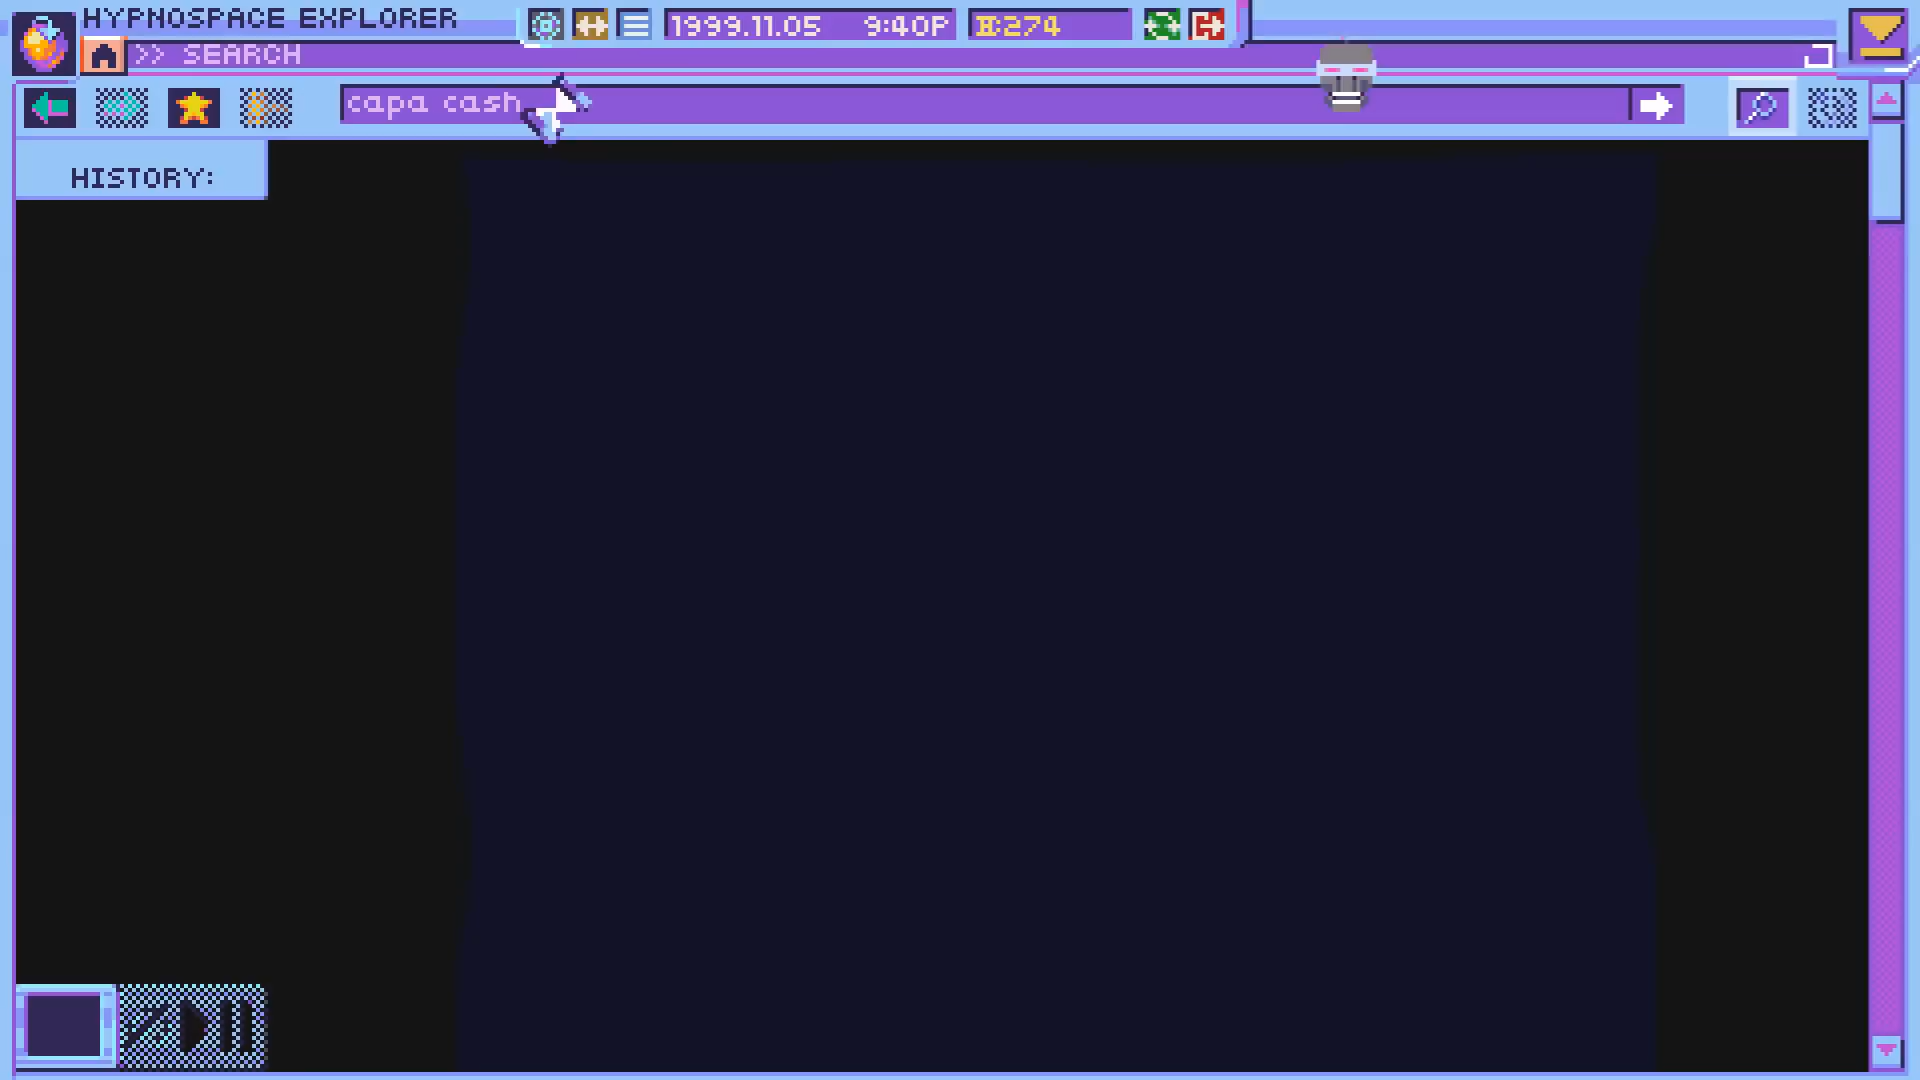 HYPNOSPACE EXPLORER
1999.11.05 9:40P
274
>> SEARCH
capa cash
HISTORY: